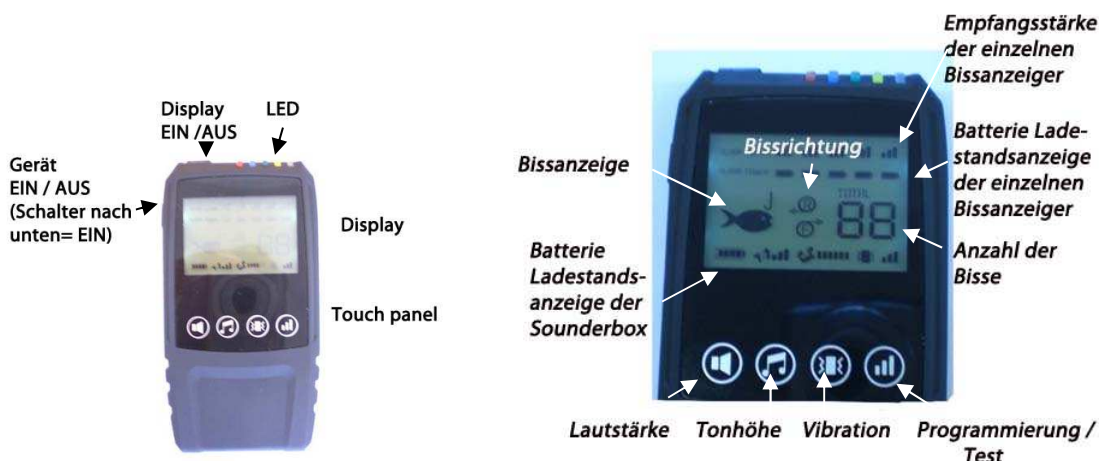 Display
EIN /AUS
LED
Gerät
EIN / AUS
(Schalter nach
unten= EIN)
Display
Touch panel
Empfangsstärke
der einzelnen
Bissanzeiger
Bissrichtung
Bissanzeige
Batterie Lade-
standsanzeige
der einzelnen
Bissanzeiger
TOTAL
88
R
F
Anzahl der
Bisse
Batterie
Ladestands-
anzeige der
Sounderbox
Lautstärke
Tonhöhe
Vibration
Programmierung /
Test